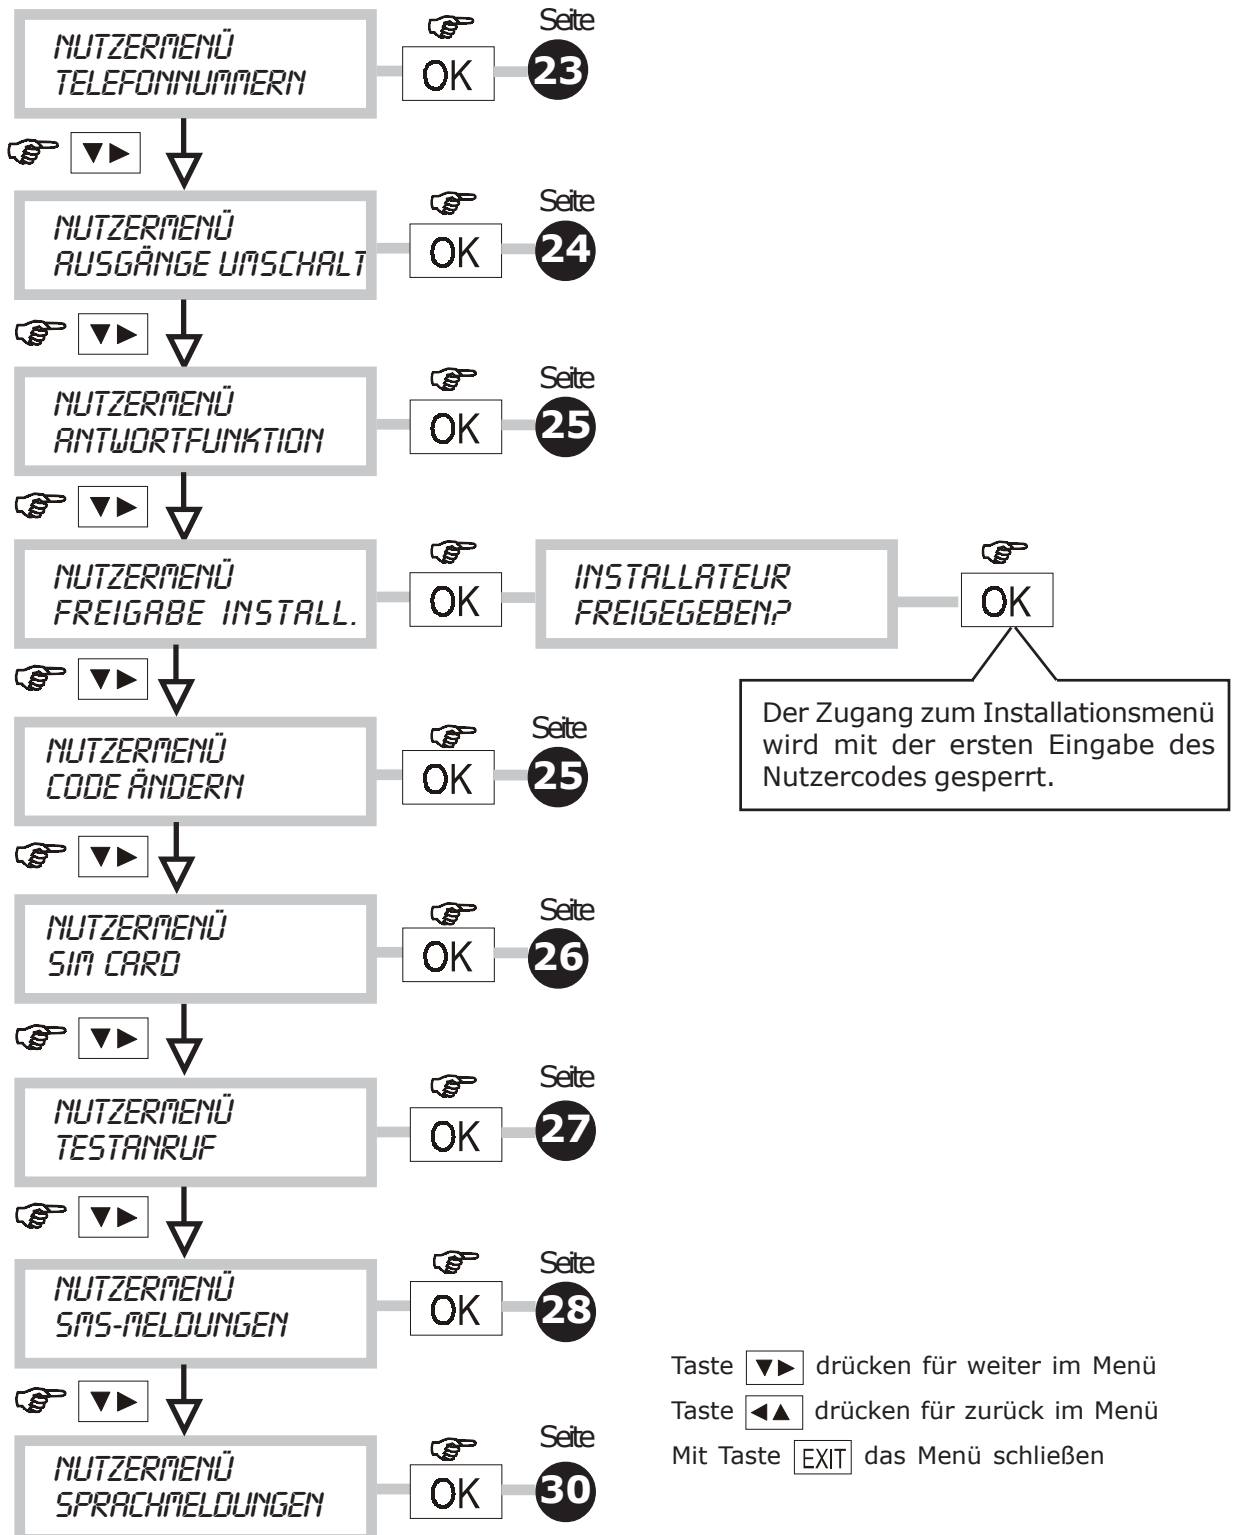 NUTZERMENÜ
TELEFONNUMMERN
OK
Seite
23
NUTZERMENÜ
AUSGÄNGE UMSCHALT
OK
Seite
24
NUTZERMENÜ
ANTWORTFUNKTION
OK
Seite
25
NUTZERMENÜ
FREIGABE INSTALL.
OK
INSTALLATEUR
FREIGEGEBEN?
OK
Der Zugang zum Installationsmenü
wird mit der ersten Eingabe des
Nutzercodes gesperrt.
NUTZERMENÜ
CODE ÄNDERN
OK
Seite
25
NUTZERMENÜ
SIM CARD
OK
Seite
26
NUTZERMENÜ
TESTANRUF
OK
Seite
27
NUTZERMENÜ
SMS-MELDUNGEN
OK
Seite
28
NUTZERMENÜ
SPRACHMELDUNGEN
OK
Seite
30
Taste ▼▶ drücken für weiter im Menü
Taste ◀▲ drücken für zurück im Menü
Mit Taste EXIT das Menü schließen